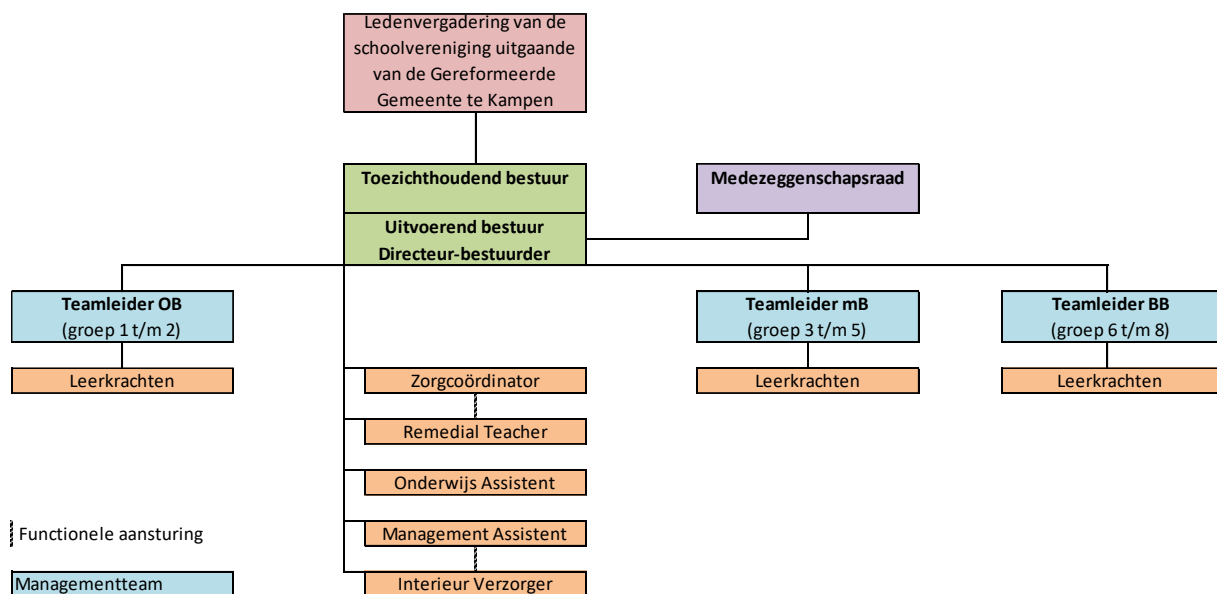 Ledenvergadering van de
schoolvereniging uitgaande
van de Gereformeerde
Gemeente te Kampen
Toezichthoudend bestuur
Medezeggenschapsraad
Uitvoerend bestuur
Directeur-bestuurder
Teamleider OB
(groep 1 t/m 2)
Teamleider mB
(groep 3 t/m 5)
Teamleider BB
(groep 6 t/m 8)
Leerkrachten
Zorgcoördinator
Leerkrachten
Leerkrachten
Remedial Teacher
Onderwijs Assistent
Functionele aansturing
Management Assistent
Managementteam
Interieur Verzorger